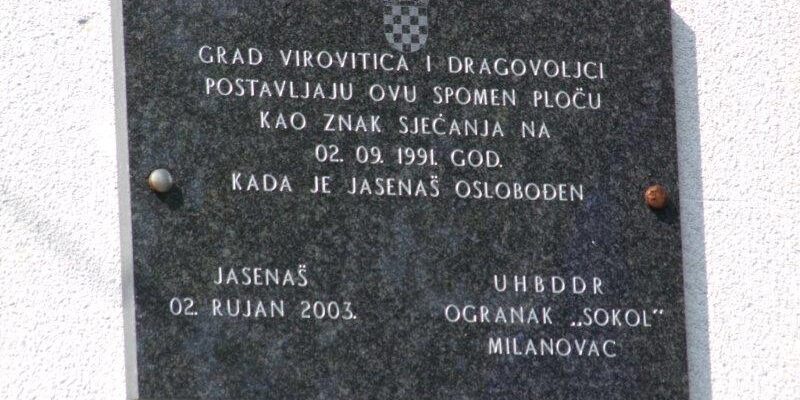 GRAD VIROVITICA I DRAGOVOLJCI
POSTAVLJAJU OVU SPOMEN PLOČU
KAO ZNAK SJEĆANJA NA
02. 09. 1991. GOD.
KADA JE JASENAŠ OSLOBOĐEN
JASENAŠ
02. RUJAN 2003.
UHBDDR
OGRANAK „SOKOL”
MILANOVAC